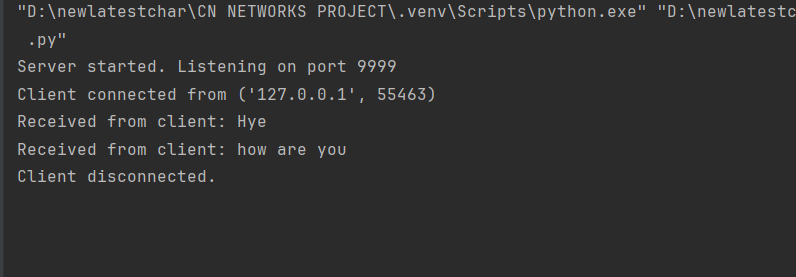 "D:\newlatestchar\CN NETWORKS PROJECT\.venv\Scripts\python.exe" "D:\newlatestc
.py"
Server started. Listening on port 9999
Client connected from ('127.0.0.1', 55463)
Received from client: Hye
Received from client: how are you
Client disconnected.